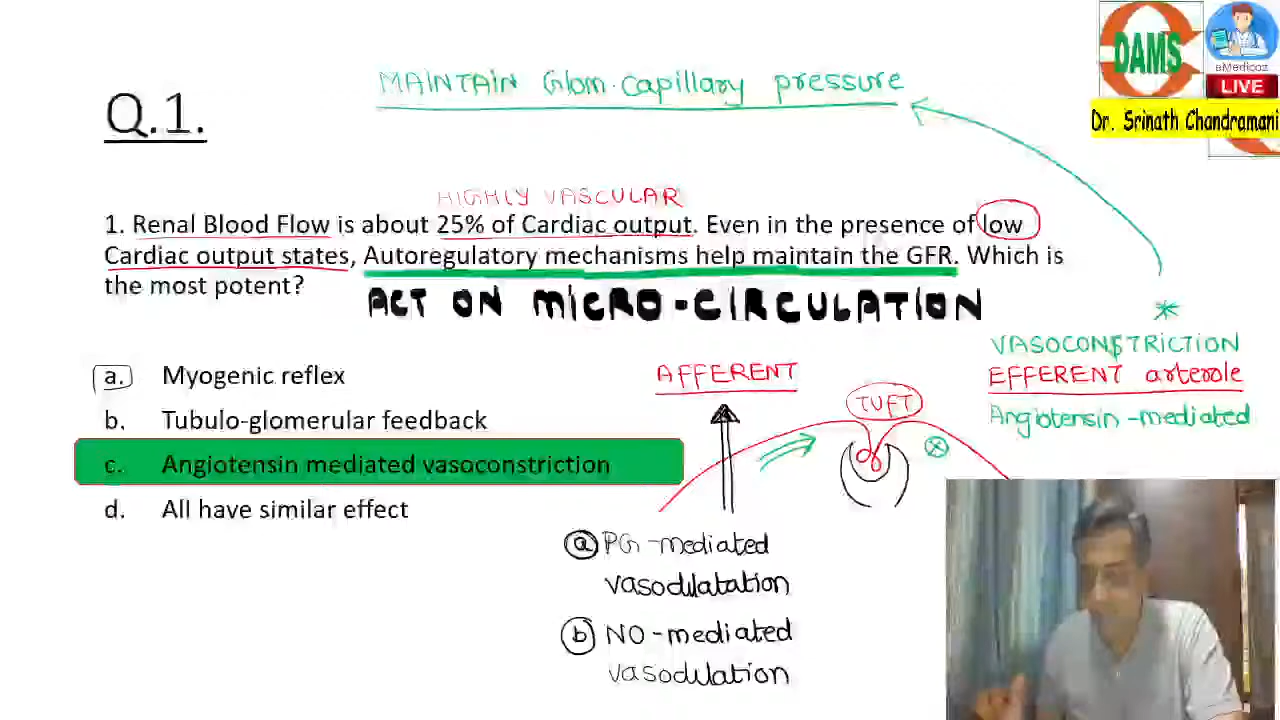 MAINTAIN Glom. Capillary pressure
DAMS
eMedicoz
LIVE
Dr. Srinath Chandramani
Q.1.
HIGHLY VASCULAR
1. Renal Blood Flow is about 25% of Cardiac output. Even in the presence of low
Cardiac output states, Autoregulatory mechanisms help maintain the GFR. Which is
the most potent?
ACT ON MICRO-CIRCULATION
*
VASOCONSTRICTION
EFFERENT arterole
Angiotensin-mediated
AFFERENT
TUFT
a. Myogenic reflex
b. Tubulo-glomerular feedback
c. Angiotensin mediated vasoconstriction
d. All have similar effect
a PG-mediated
vasodilatation
b NO-mediated
vasodilation